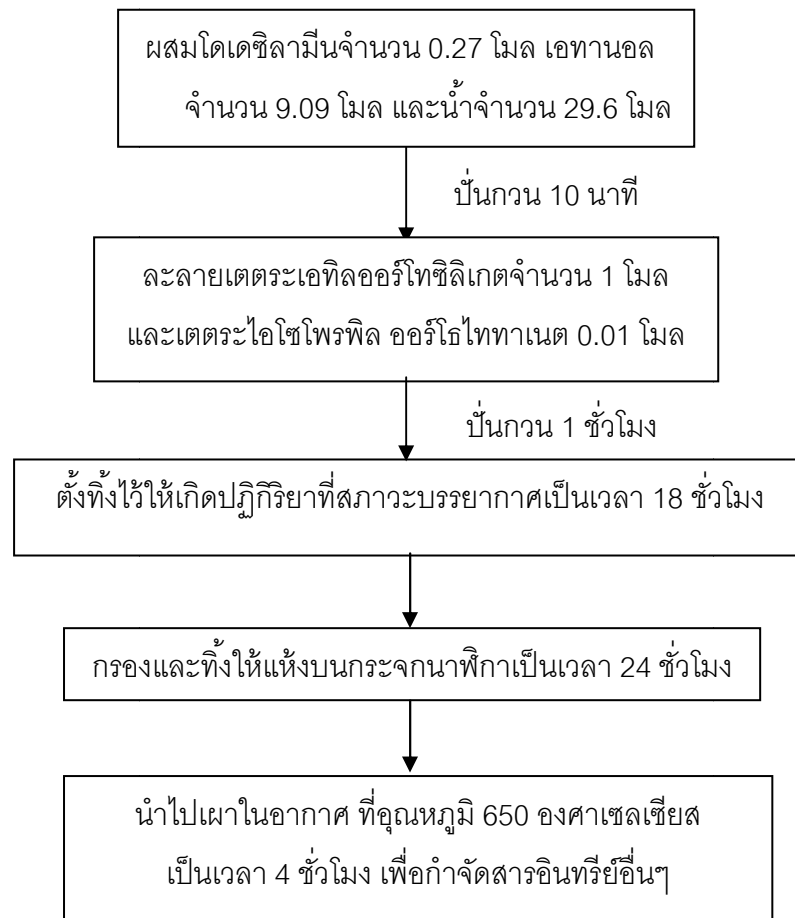 ผสมโดเดซิลามีนจำนวน 0.27 โมล เอทานอล
จำนวน 9.09 โมล และน้ำจำนวน 29.6 โมล
ปั่นกวน 10 นาที
ละลายเตตระเอทิลออร์โทซิลิเกตจำนวน 1 โมล
และเตตระไอโซโพรพิล ออร์โธไททาเนต 0.01 โมล
ปั่นกวน 1 ชั่วโมง
ตั้งทิ้งไว้ให้เกิดปฏิกิริยาที่สภาวะบรรยากาศเป็นเวลา 18 ชั่วโมง
กรองและทิ้งให้แห้งบนกระจกนาฬิกาเป็นเวลา 24 ชั่วโมง
นำไปเผาในอากาศ ที่อุณหภูมิ 650 องศาเซลเซียส
เป็นเวลา 4 ชั่วโมง เพื่อกำจัดสารอินทรีย์อื่นๆ